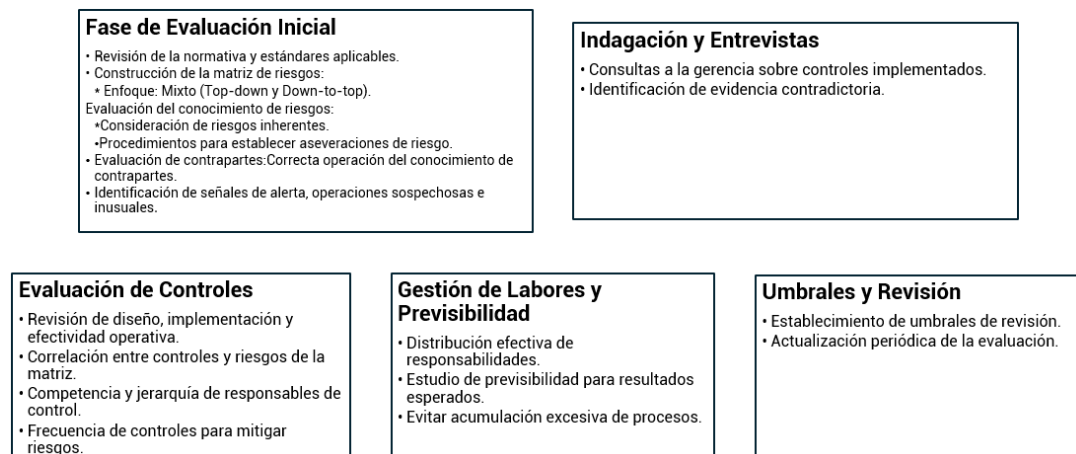 Fase de Evaluación Inicial
• Revisión de la normativa y estándares aplicables.
• Construcción de la matriz de riesgos:
* Enfoque: Mixto (Top-down y Down-to-top).
Evaluación del conocimiento de riesgos:
*Consideración de riesgos inherentes.
•Procedimientos para establecer aseveraciones de riesgo.
• Evaluación de contrapartes:Correcta operación del conocimiento de
contrapartes.
• Identificación de señales de alerta, operaciones sospechosas e
inusuales.
Indagación y Entrevistas
• Consultas a la gerencia sobre controles implementados.
• Identificación de evidencia contradictoria.
Evaluación de Controles
• Revisión de diseño, implementación y
efectividad operativa.
• Correlación entre controles y riesgos de la
matriz.
• Competencia y jerarquía de responsables de
control.
• Frecuencia de controles para mitigar
riesgos.
Gestión de Labores y
Previsibilidad
• Distribución efectiva de
responsabilidades.
• Estudio de previsibilidad para resultados
esperados.
• Evitar acumulación excesiva de procesos.
Umbrales y Revisión
• Establecimiento de umbrales de revisión.
• Actualización periódica de la evaluación.